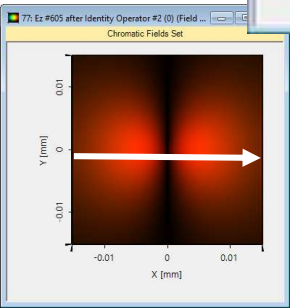 77: Ez #605 after Identity Operator #2 (0) (Field ...
Chromatic Fields Set
0.01
0
-0.01
Y [mm]
-0.01 0 0.01
X [mm]